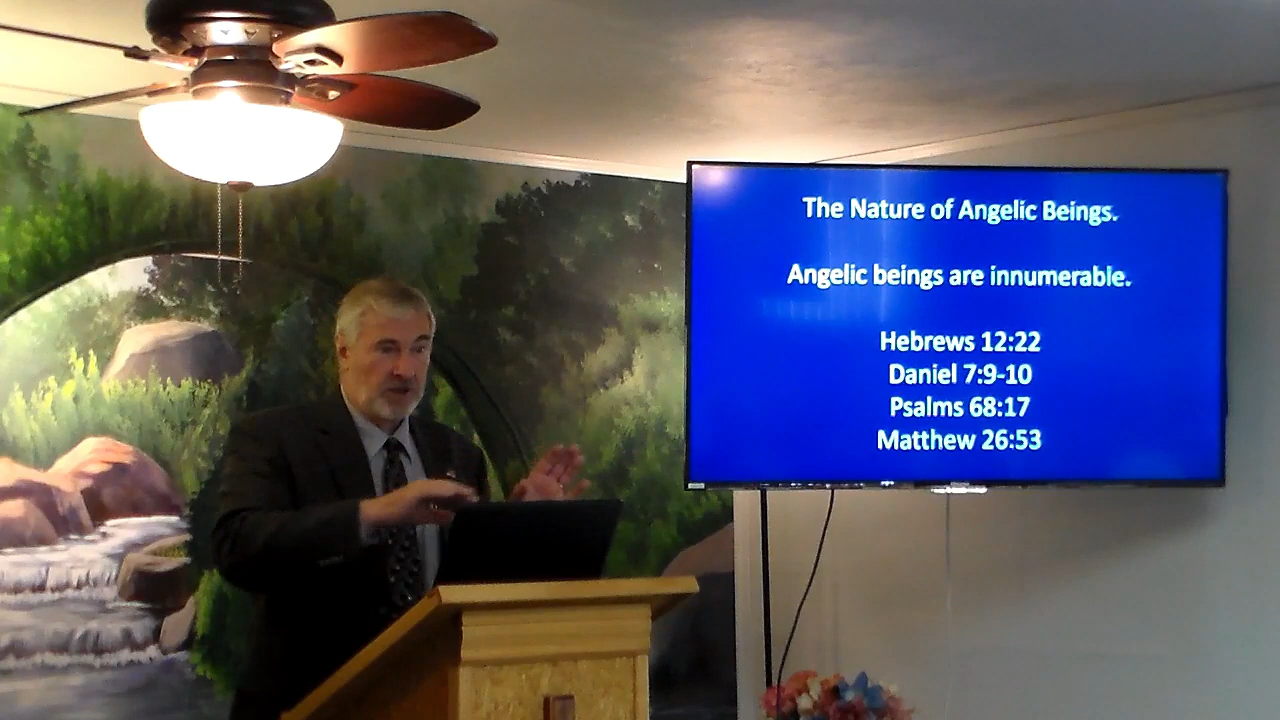 The Nature of Angelic Beings.
Angelic beings are innumerable.
Hebrews 12:22
Daniel 7:9-10
Psalms 68:17
Matthew 26:53